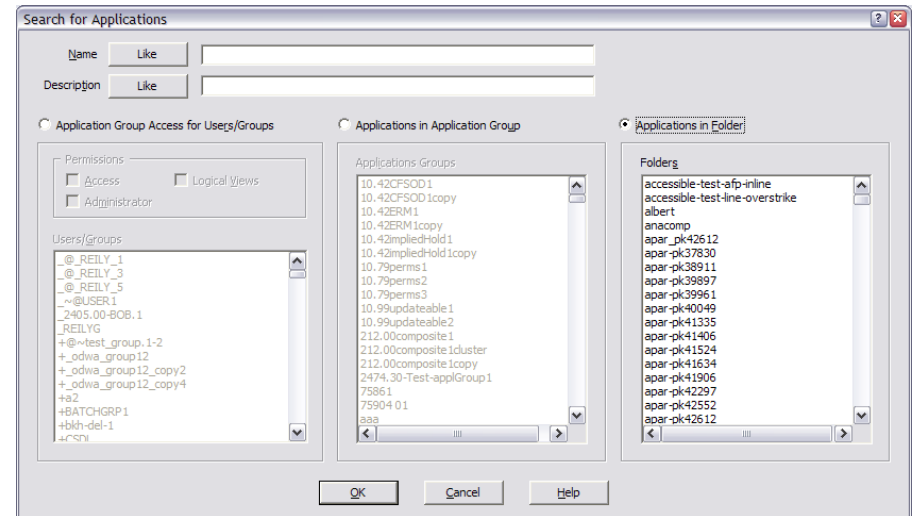 Search for Applications
Name Like
Description Like
Application Group Access for Users/Groups
Permissions
Access Logical Views
Administrator
Users/Groups
_@_REILY_1
_@_REILY_3
_@_REILY_5
_~@USER1
_2405.00-BOB.1
_REILYG
+@~test_group.1-2
+_odwa_group12
+_odwa_group12_copy2
+_odwa_group12_copy4
+a2
+BATCHGRP1
+bkh-del-1
+CSDL
Applications in Application Group
Applications Groups
10.42CFSOD1
10.42CFSOD1copy
10.42ERM1
10.42ERM1copy
10.42impliedHold1
10.42impliedHold1copy
10.79perms1
10.79perms2
10.79perms3
10.99updateable1
10.99updateable2
212.00composite1
212.00composite1cluster
212.00composite1copy
2474.30-Test-applGroup1
75861
75904 01
aaa
Applications in Folder
Folders
accessible-test-afp-inline
accessible-test-line-overstrike
albert
anacomp
apar_pk42612
apar-pk37830
apar-pk38911
apar-pk39897
apar-pk39961
apar-pk40049
apar-pk41335
apar-pk41406
apar-pk41524
apar-pk41634
apar-pk41906
apar-pk42297
apar-pk42552
apar-pk42612
OK Cancel Help